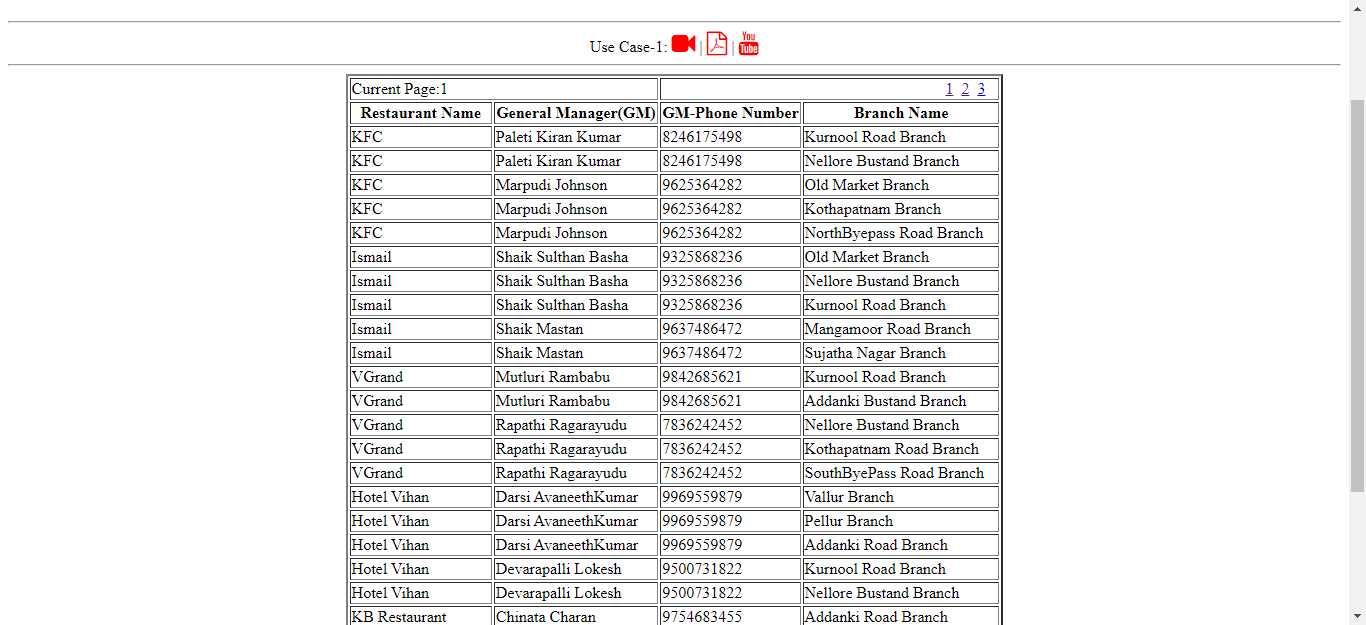 Use Case-1: | | You Tube
Current Page:1 1 2 3
Restaurant Name General Manager(GM) GM-Phone Number Branch Name
KFC Paleti Kiran Kumar 8246175498 Kurnool Road Branch
KFC Paleti Kiran Kumar 8246175498 Nellore Bustand Branch
KFC Marpudi Johnson 9625364282 Old Market Branch
KFC Marpudi Johnson 9625364282 Kothapatnam Branch
KFC Marpudi Johnson 9625364282 NorthByepass Road Branch
Ismail Shaik Sulthan Basha 9325868236 Old Market Branch
Ismail Shaik Sulthan Basha 9325868236 Nellore Bustand Branch
Ismail Shaik Sulthan Basha 9325868236 Kurnool Road Branch
Ismail Shaik Mastan 9637486472 Mangamoor Road Branch
Ismail Shaik Mastan 9637486472 Sujatha Nagar Branch
VGrand Mutluri Rambabu 9842685621 Kurnool Road Branch
VGrand Mutluri Rambabu 9842685621 Addanki Bustand Branch
VGrand Rapathi Ragarayudu 7836242452 Nellore Bustand Branch
VGrand Rapathi Ragarayudu 7836242452 Kothapatnam Road Branch
VGrand Rapathi Ragarayudu 7836242452 SouthByePass Road Branch
Hotel Vihan Darsi AvaneethKumar 9969559879 Vallur Branch
Hotel Vihan Darsi AvaneethKumar 9969559879 Pellur Branch
Hotel Vihan Darsi AvaneethKumar 9969559879 Addanki Road Branch
Hotel Vihan Devarapalli Lokesh 9500731822 Kurnool Road Branch
Hotel Vihan Devarapalli Lokesh 9500731822 Nellore Bustand Branch
KB Restaurant Chinata Charan 9754683455 Addanki Road Branch